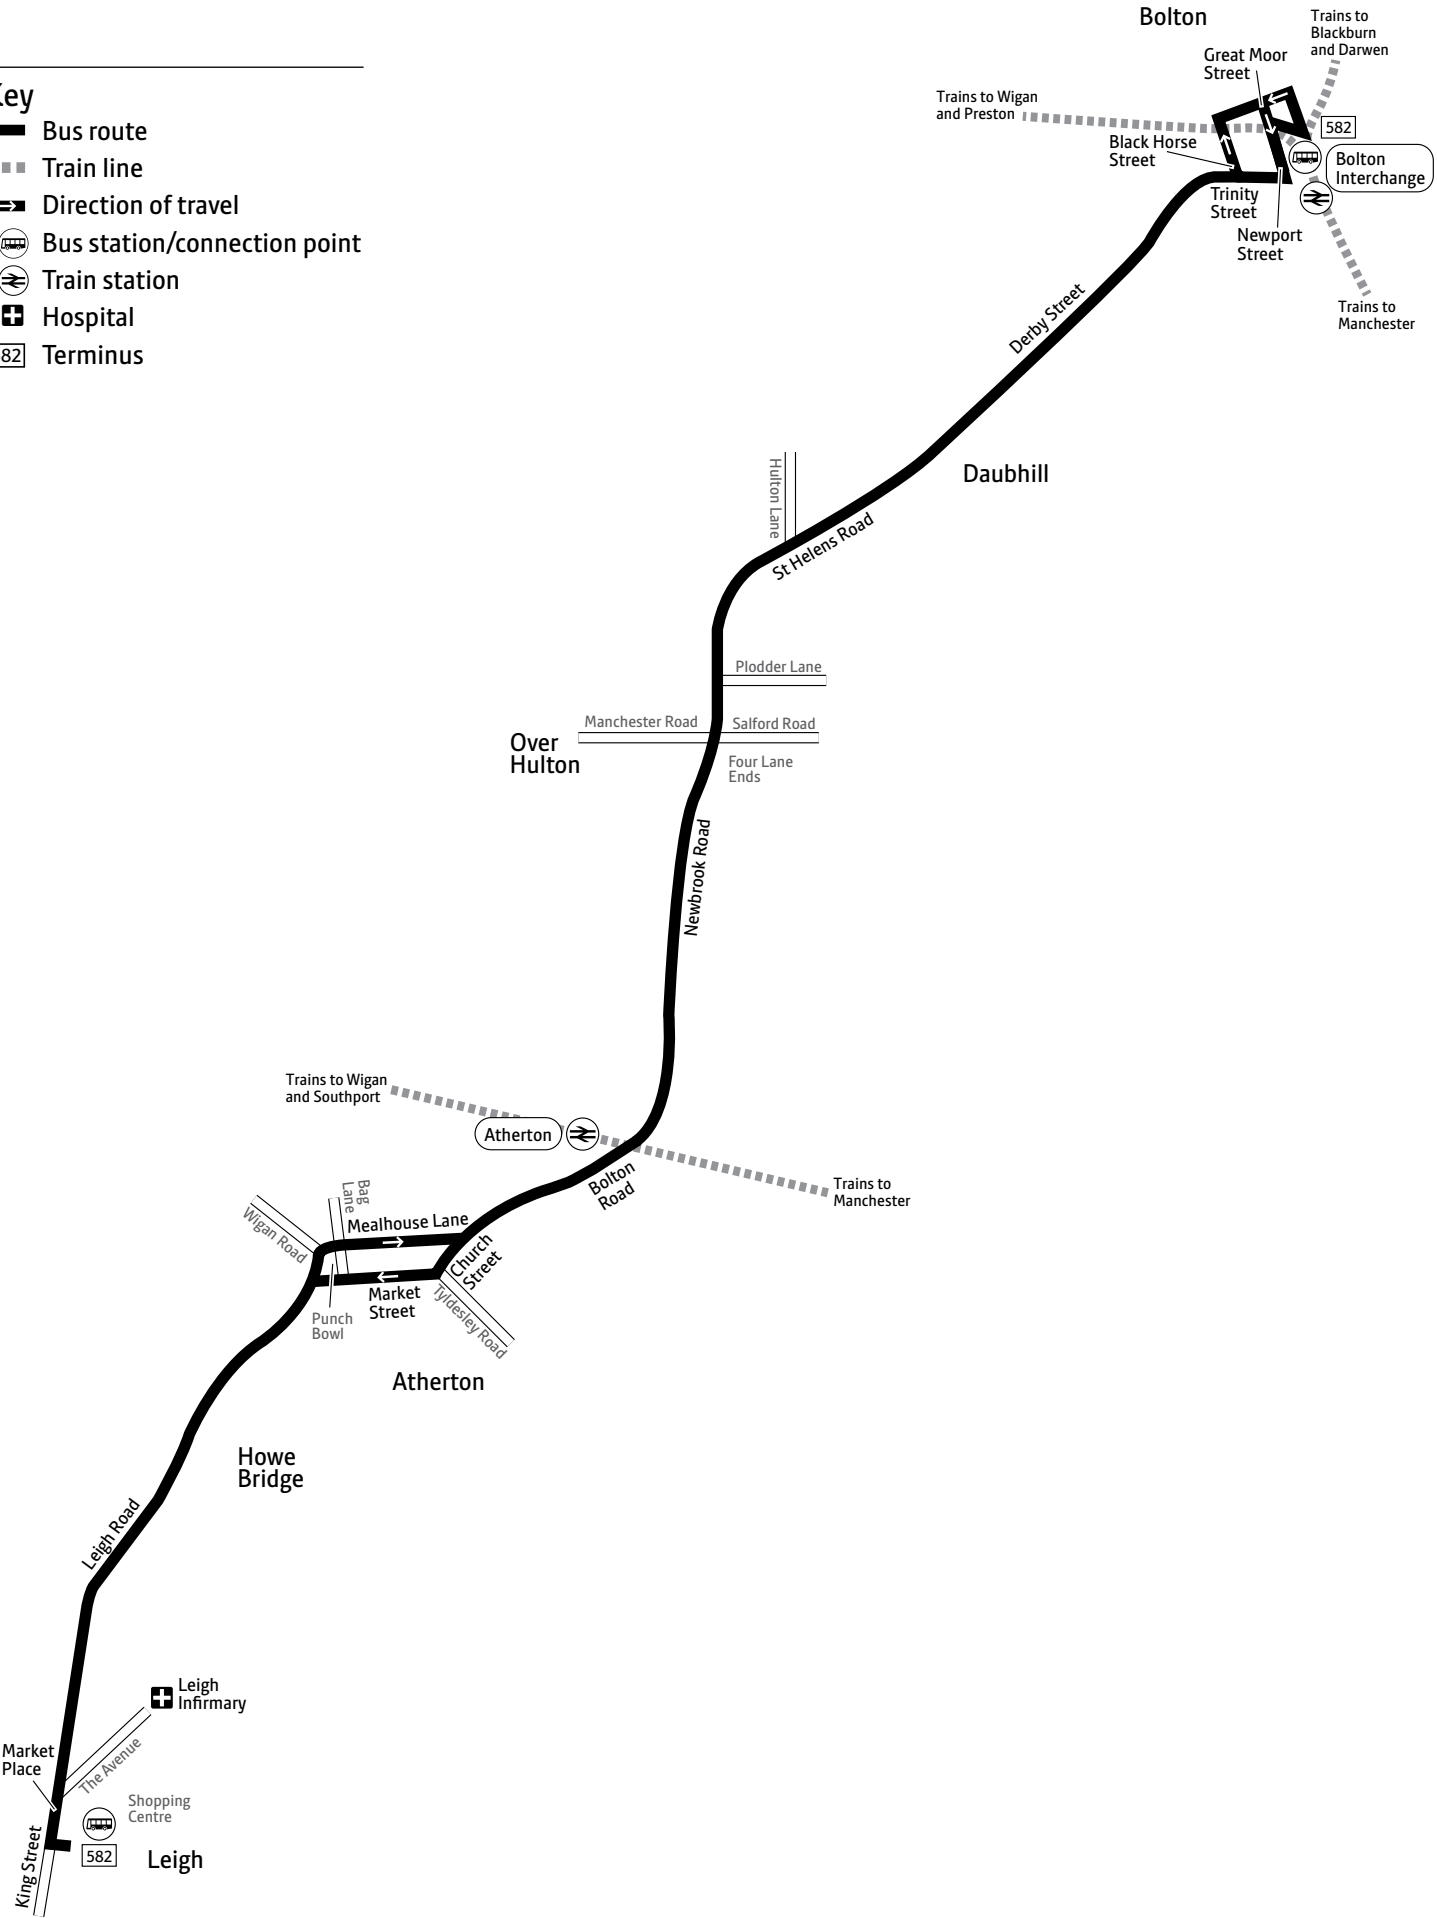 Bolton
Trains to
Blackburn
and Darwen
Great Moor
Street
Trains to Wigan
and Preston
582
Black Horse
Street
Bolton
Interchange
Trinity
Street
Newport
Street
Trains to
Manchester
Key
Bus route
Train line
Direction of travel
Bus station/connection point
Train station
Hospital
82
Terminus
Derby Street
Daubhill
Hulton Lane
St Helens Road
Plodder Lane
Manchester Road
Salford Road
Over
Hulton
Four Lane
Ends
Newbrook Road
Trains to Wigan
and Southport
Atherton
Bolton
Road
Trains to
Manchester
Bag
Lane
Wigan Road
Mealhouse Lane
Church
Street
Market
Street
Tyldesley Road
Punch
Bowl
Atherton
Howe
Bridge
Leigh Road
Leigh
Infirmary
Market
Place
The Avenue
Shopping
Centre
King Street
582
Leigh